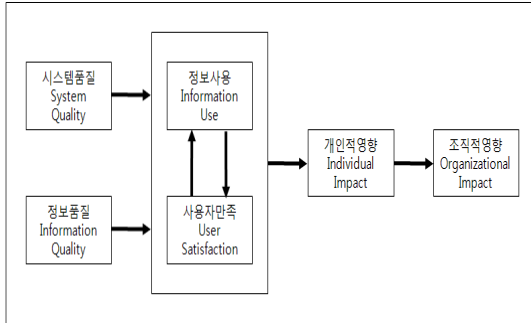 시스템품질
System
Quality
정보사용
Information
Use
정보품질
Information
Quality
사용자만족
User
Satisfaction
개인적영향
Individual
Impact
조직적영향
Organizational
Impact